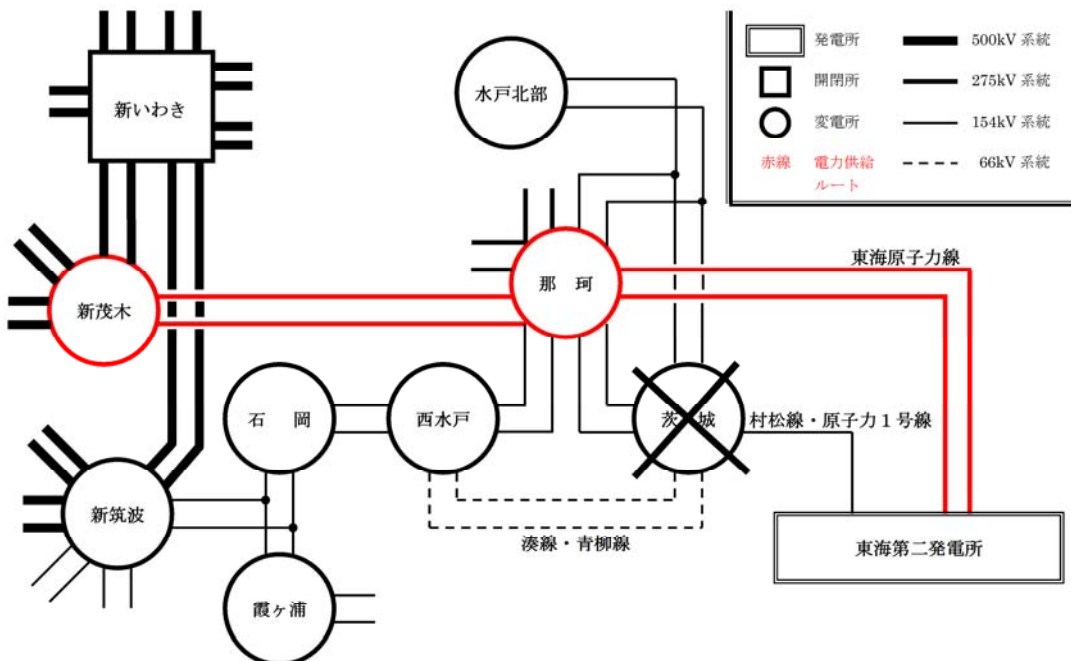 新いわき
水戸北部
発電所
500kV 系統
開閉所
275kV 系統
変電所
154kV 系統
赤線
電力供給
ルート
66kV 系統
東海原子力線
新茂木
那　珂
石　岡
西水戸
茨　城
村松線・原子力１号線
新筑波
湊線・青柳線
東海第二発電所
霞ヶ浦